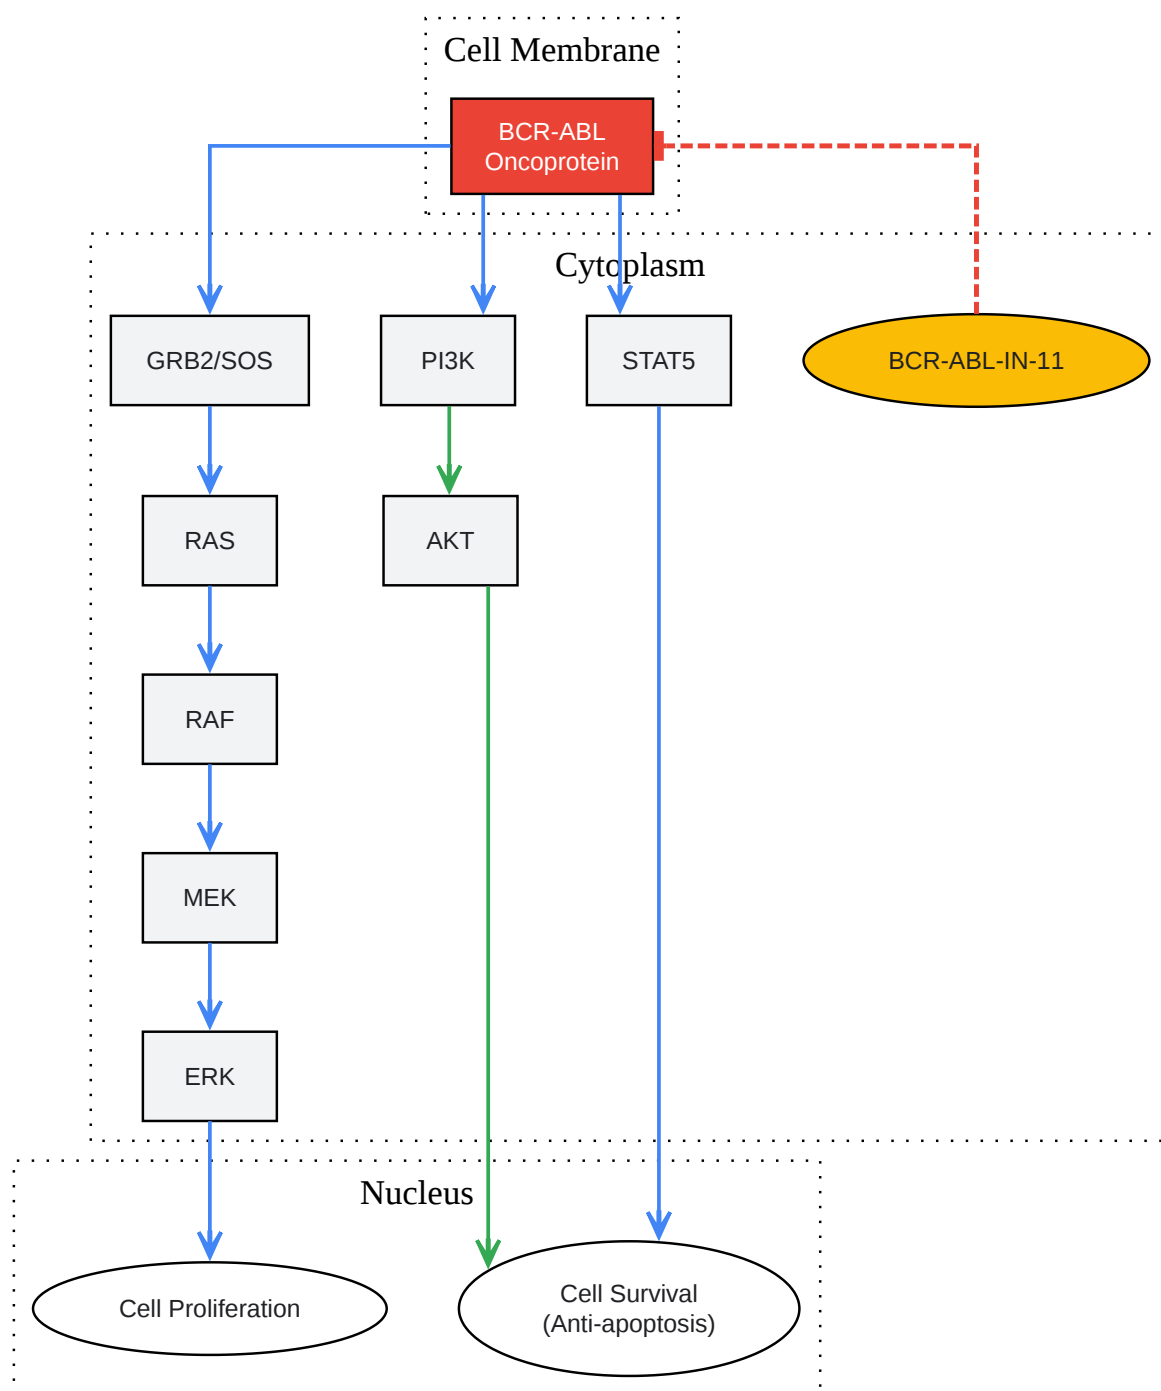 Cell Membrane
BCR-ABL
Oncoprotein
Cytoplasm
GRB2/SOS
PI3K
STAT5
BCR-ABL-IN-11
RAS
AKT
RAF
MEK
ERK
Nucleus
Cell Proliferation
Cell Survival
(Anti-apoptosis)